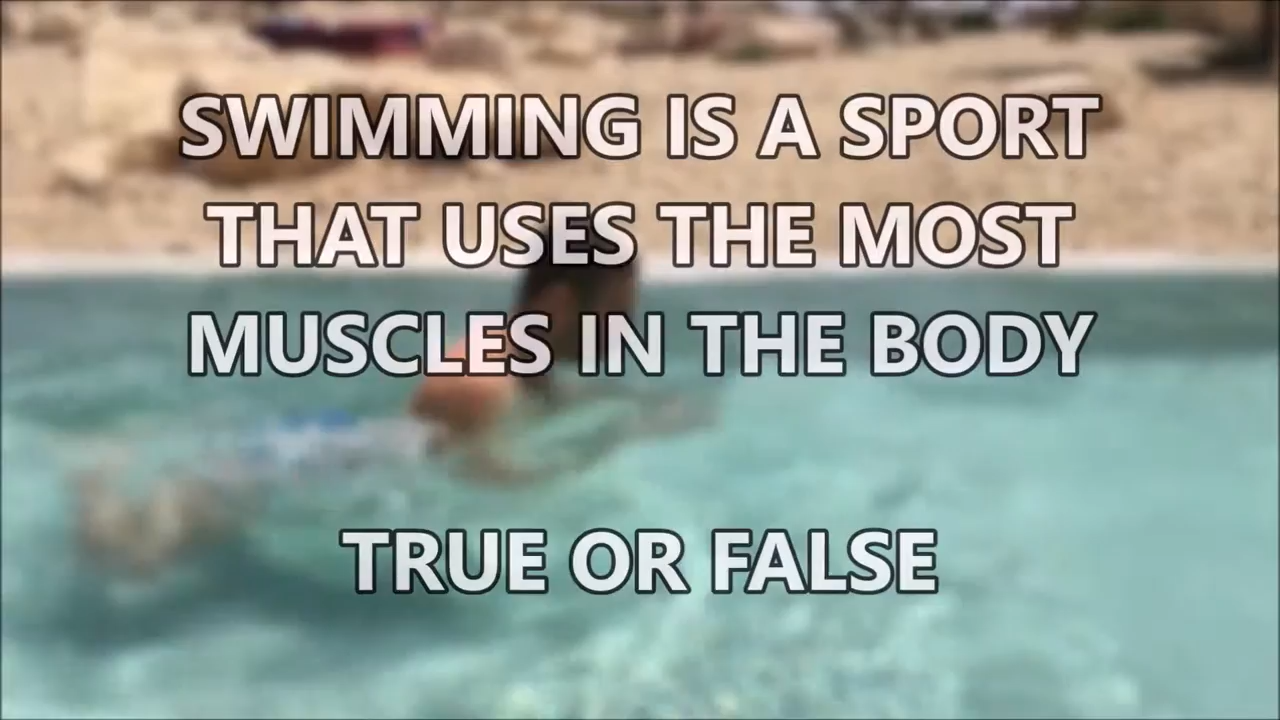 SWIMMING IS A SPORT
THAT USES THE MOST
MUSCLES IN THE BODY
TRUE OR FALSE